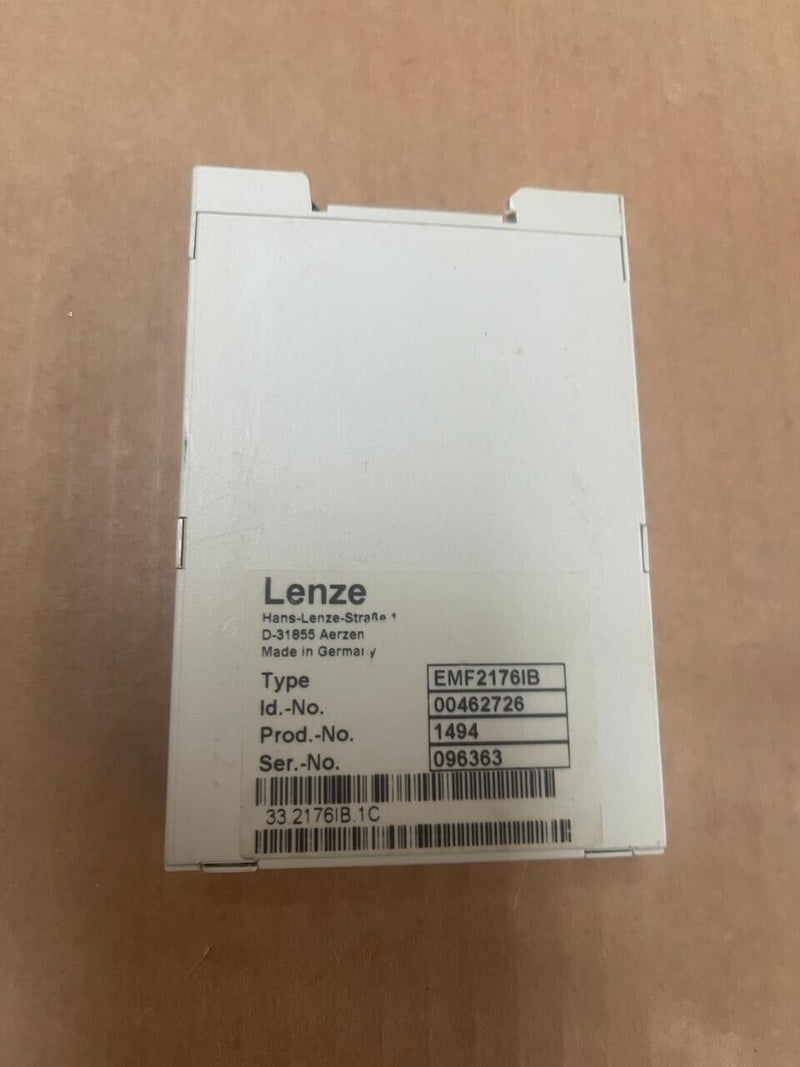 Lenze
Hans-Lenze-Straße 1
D-31855 Aerzen
Made in Germany
Type EMF2176IB
Id.-No. 00462726
Prod.-No. 1494
Ser.-No. 096363
33.2176IB.1C